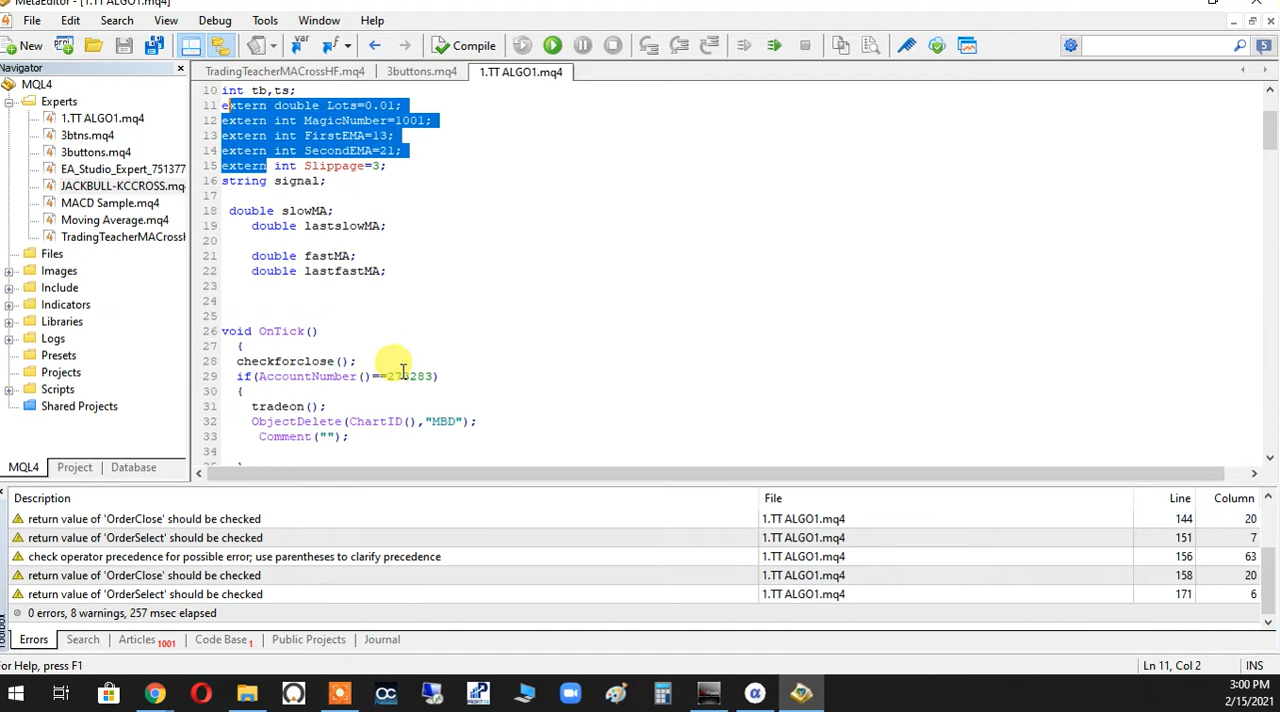 MetaEditor - [1.TT ALGO1.mq4]
File Edit Search View Debug Tools Window Help
New Compile
Navigator
TradingTeacherMACrossHF.mq4 3buttons.mq4 1.TT ALGO1.mq4
MQL4
Experts
1.TT ALGO1.mq4
3btns.mq4
3buttons.mq4
EA_Studio_Expert_751377
JACKBULL-KCCROSS.mq
MACD Sample.mq4
Moving Average.mq4
TradingTeacherMACrossH
Files
Images
Include
Indicators
Libraries
Logs
Presets
Projects
Scripts
Shared Projects
MQL4 Project Database
10 int tb,ts;
11 extern double Lots=0.01;
12 extern int MagicNumber=1001;
13 extern int FirstEMA=13;
14 extern int SecondEMA=21;
15 extern int Slippage=3;
16 string signal;
17
18 double slowMA;
19 double lastslowMA;
20
21 double fastMA;
22 double lastfastMA;
23
24
25
26 void OnTick()
27 {
28 checkforclose();
29 if(AccountNumber()==273283)
30 {
31 tradeon();
32 ObjectDelete(ChartID(),"MBD");
33 Comment("");
34
Description File Line Column
return value of 'OrderClose' should be checked 1.TT ALGO1.mq4 144 20
return value of 'OrderSelect' should be checked 1.TT ALGO1.mq4 151 7
check operator precedence for possible error; use parentheses to clarify precedence 1.TT ALGO1.mq4 156 63
return value of 'OrderClose' should be checked 1.TT ALGO1.mq4 158 20
return value of 'OrderSelect' should be checked 1.TT ALGO1.mq4 171 6
0 errors, 8 warnings, 257 msec elapsed
Errors Search Articles 1001 Code Base 1 Public Projects Journal
Toolbox
For Help, press F1 Ln 11, Col 2 INS
3:00 PM
2/15/2021